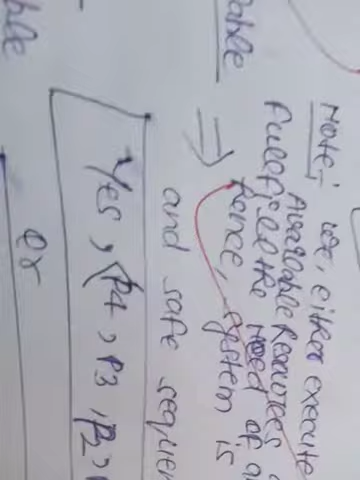 Note:- we, either execute
Available Resources
fullfill the need of
⇒ hence, system is
and safe sequen
Yes, P4, P3, P2,
or
able
able